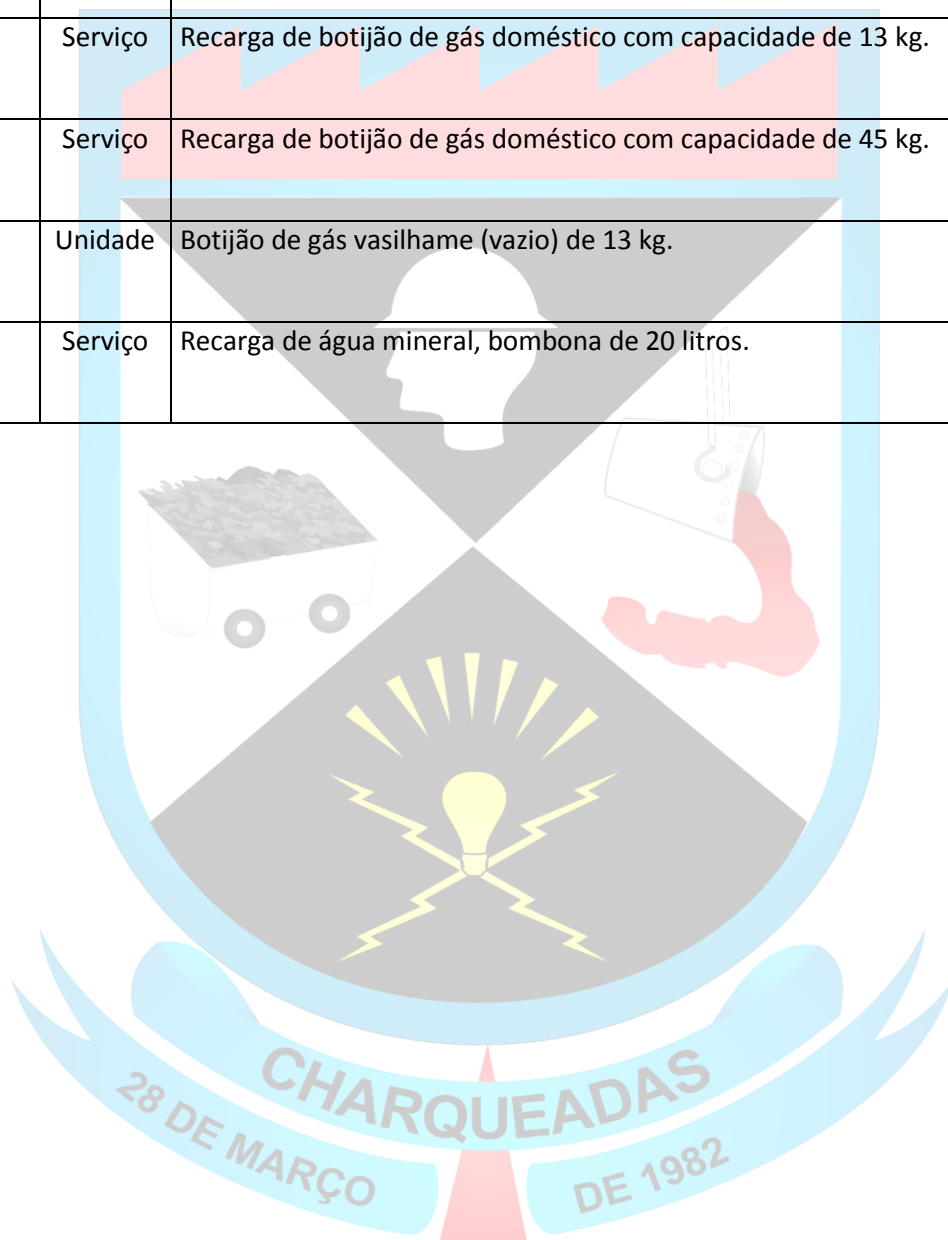 Serviço Recarga de botijão de gás doméstico com capacidade de 13 kg.
Serviço Recarga de botijão de gás doméstico com capacidade de 45 kg.
Unidade Botijão de gás vasilhame (vazio) de 13 kg.
Serviço Recarga de água mineral, bombona de 20 litros.
CHARQUEADAS
28 DE MARÇO DE 1982